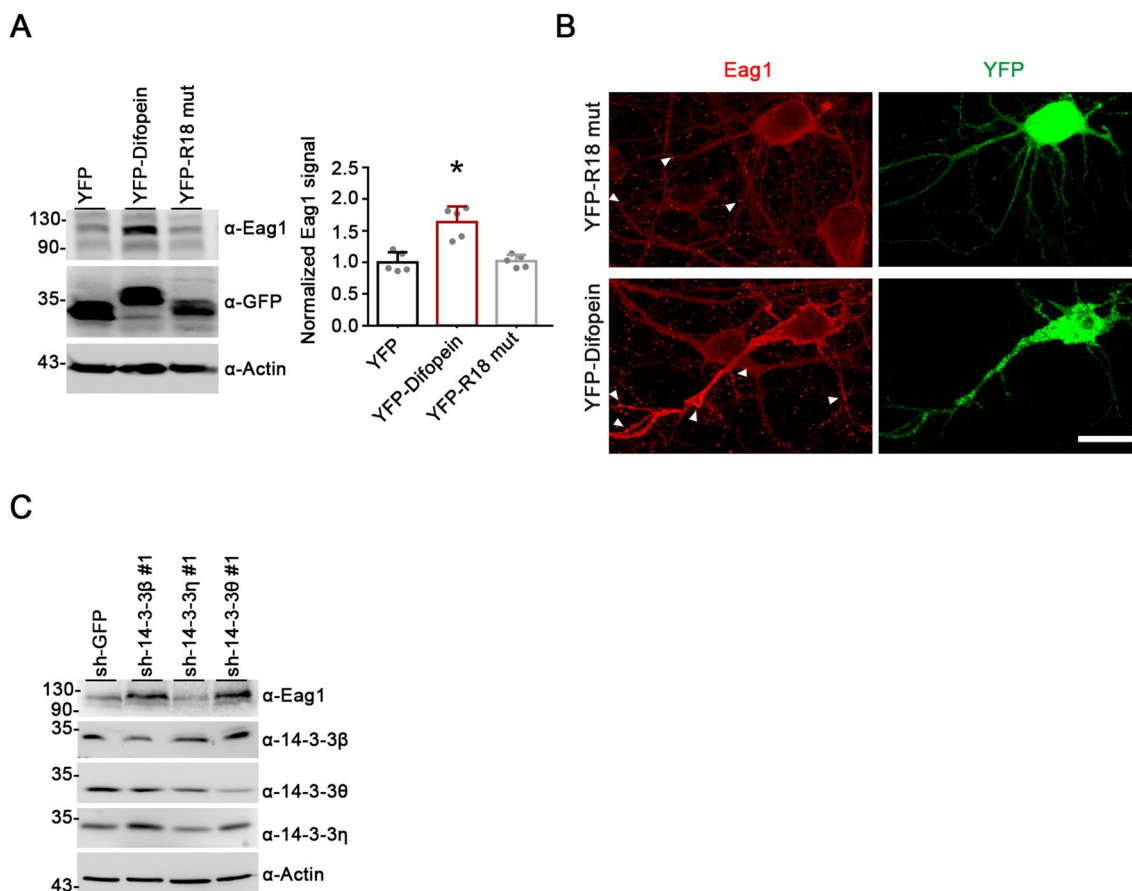 A
YFP
YFP-Difopein
YFP-R18 mut
130-
90-
α-Eag1
35-
α-GFP
43-
α-Actin
Normalized Eag1 signal
2.5
2.0
1.5
1.0
0.5
0.0
*
YFP
YFP-Difopein
YFP-R18 mut
B
Eag1
YFP
YFP-R18 mut
YFP-Difopein
C
sh-GFP
sh-14-3-3β #1
sh-14-3-3η #1
sh-14-3-3θ #1
130-
90-
α-Eag1
35-
α-14-3-3β
35-
α-14-3-3θ
35-
α-14-3-3η
43-
α-Actin